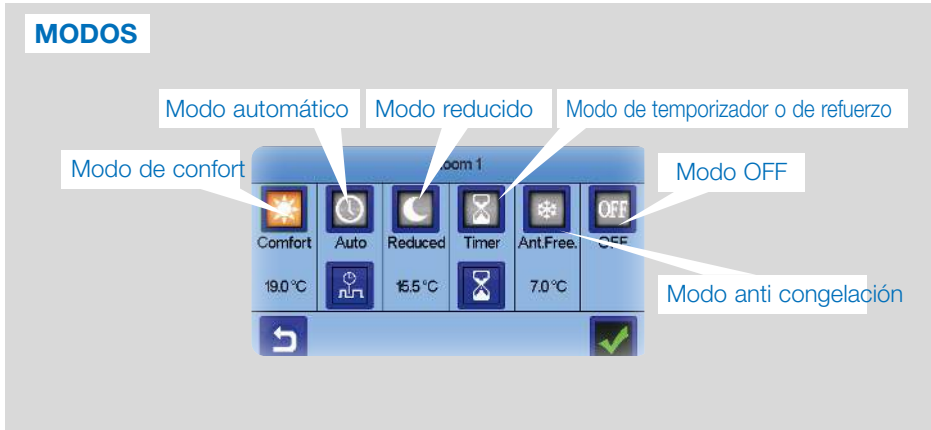 MODOS
Modo automático
Modo reducido
Modo de temporizador o de refuerzo
Modo de confort
oom 1
Modo OFF
OFF
Comfort
Auto
Reduced
Timer
Ant.Free.
OFF
19.0 °C
15.5 °C
7.0 °C
Modo anti congelación